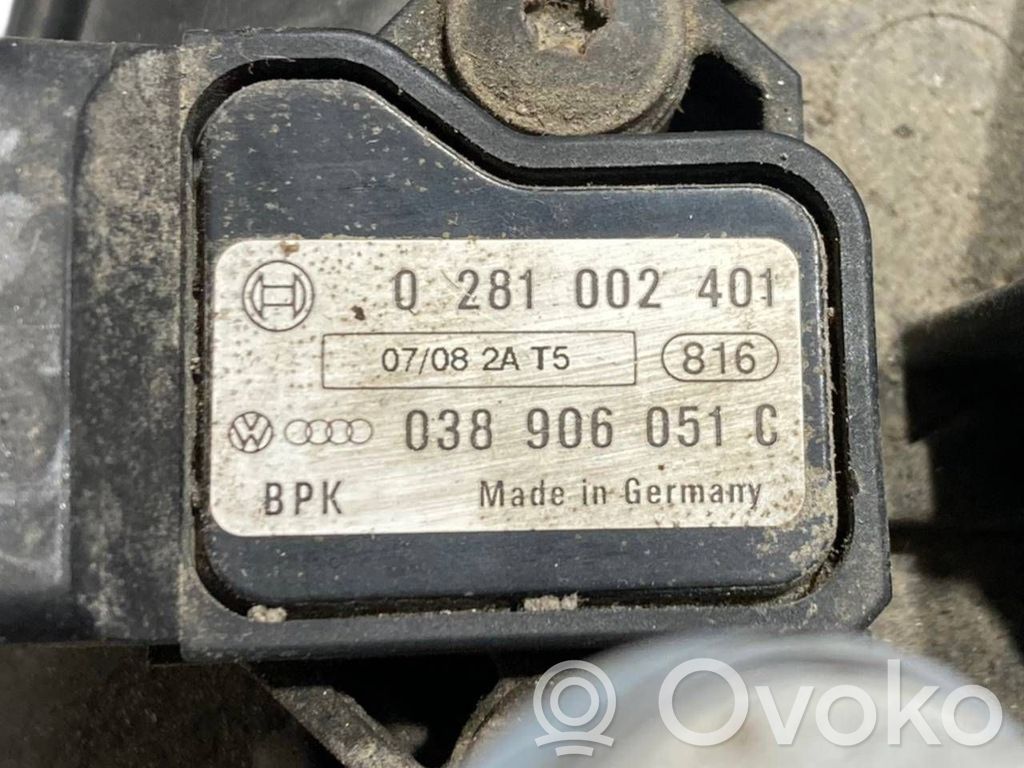 0 281 002 401
07/08 2A T5 816
038 906 051 C
BPK Made in Germany
Ovoko